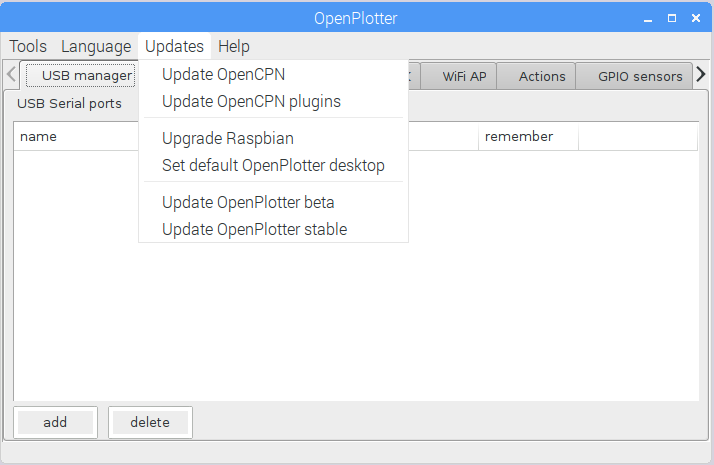 OpenPlotter
Tools Language Updates Help
USB manager WiFi AP Actions GPIO sensors
Update OpenCPN
USB Serial ports
Update OpenCPN plugins
name remember
Upgrade Raspbian
Set default OpenPlotter desktop
Update OpenPlotter beta
Update OpenPlotter stable
add delete